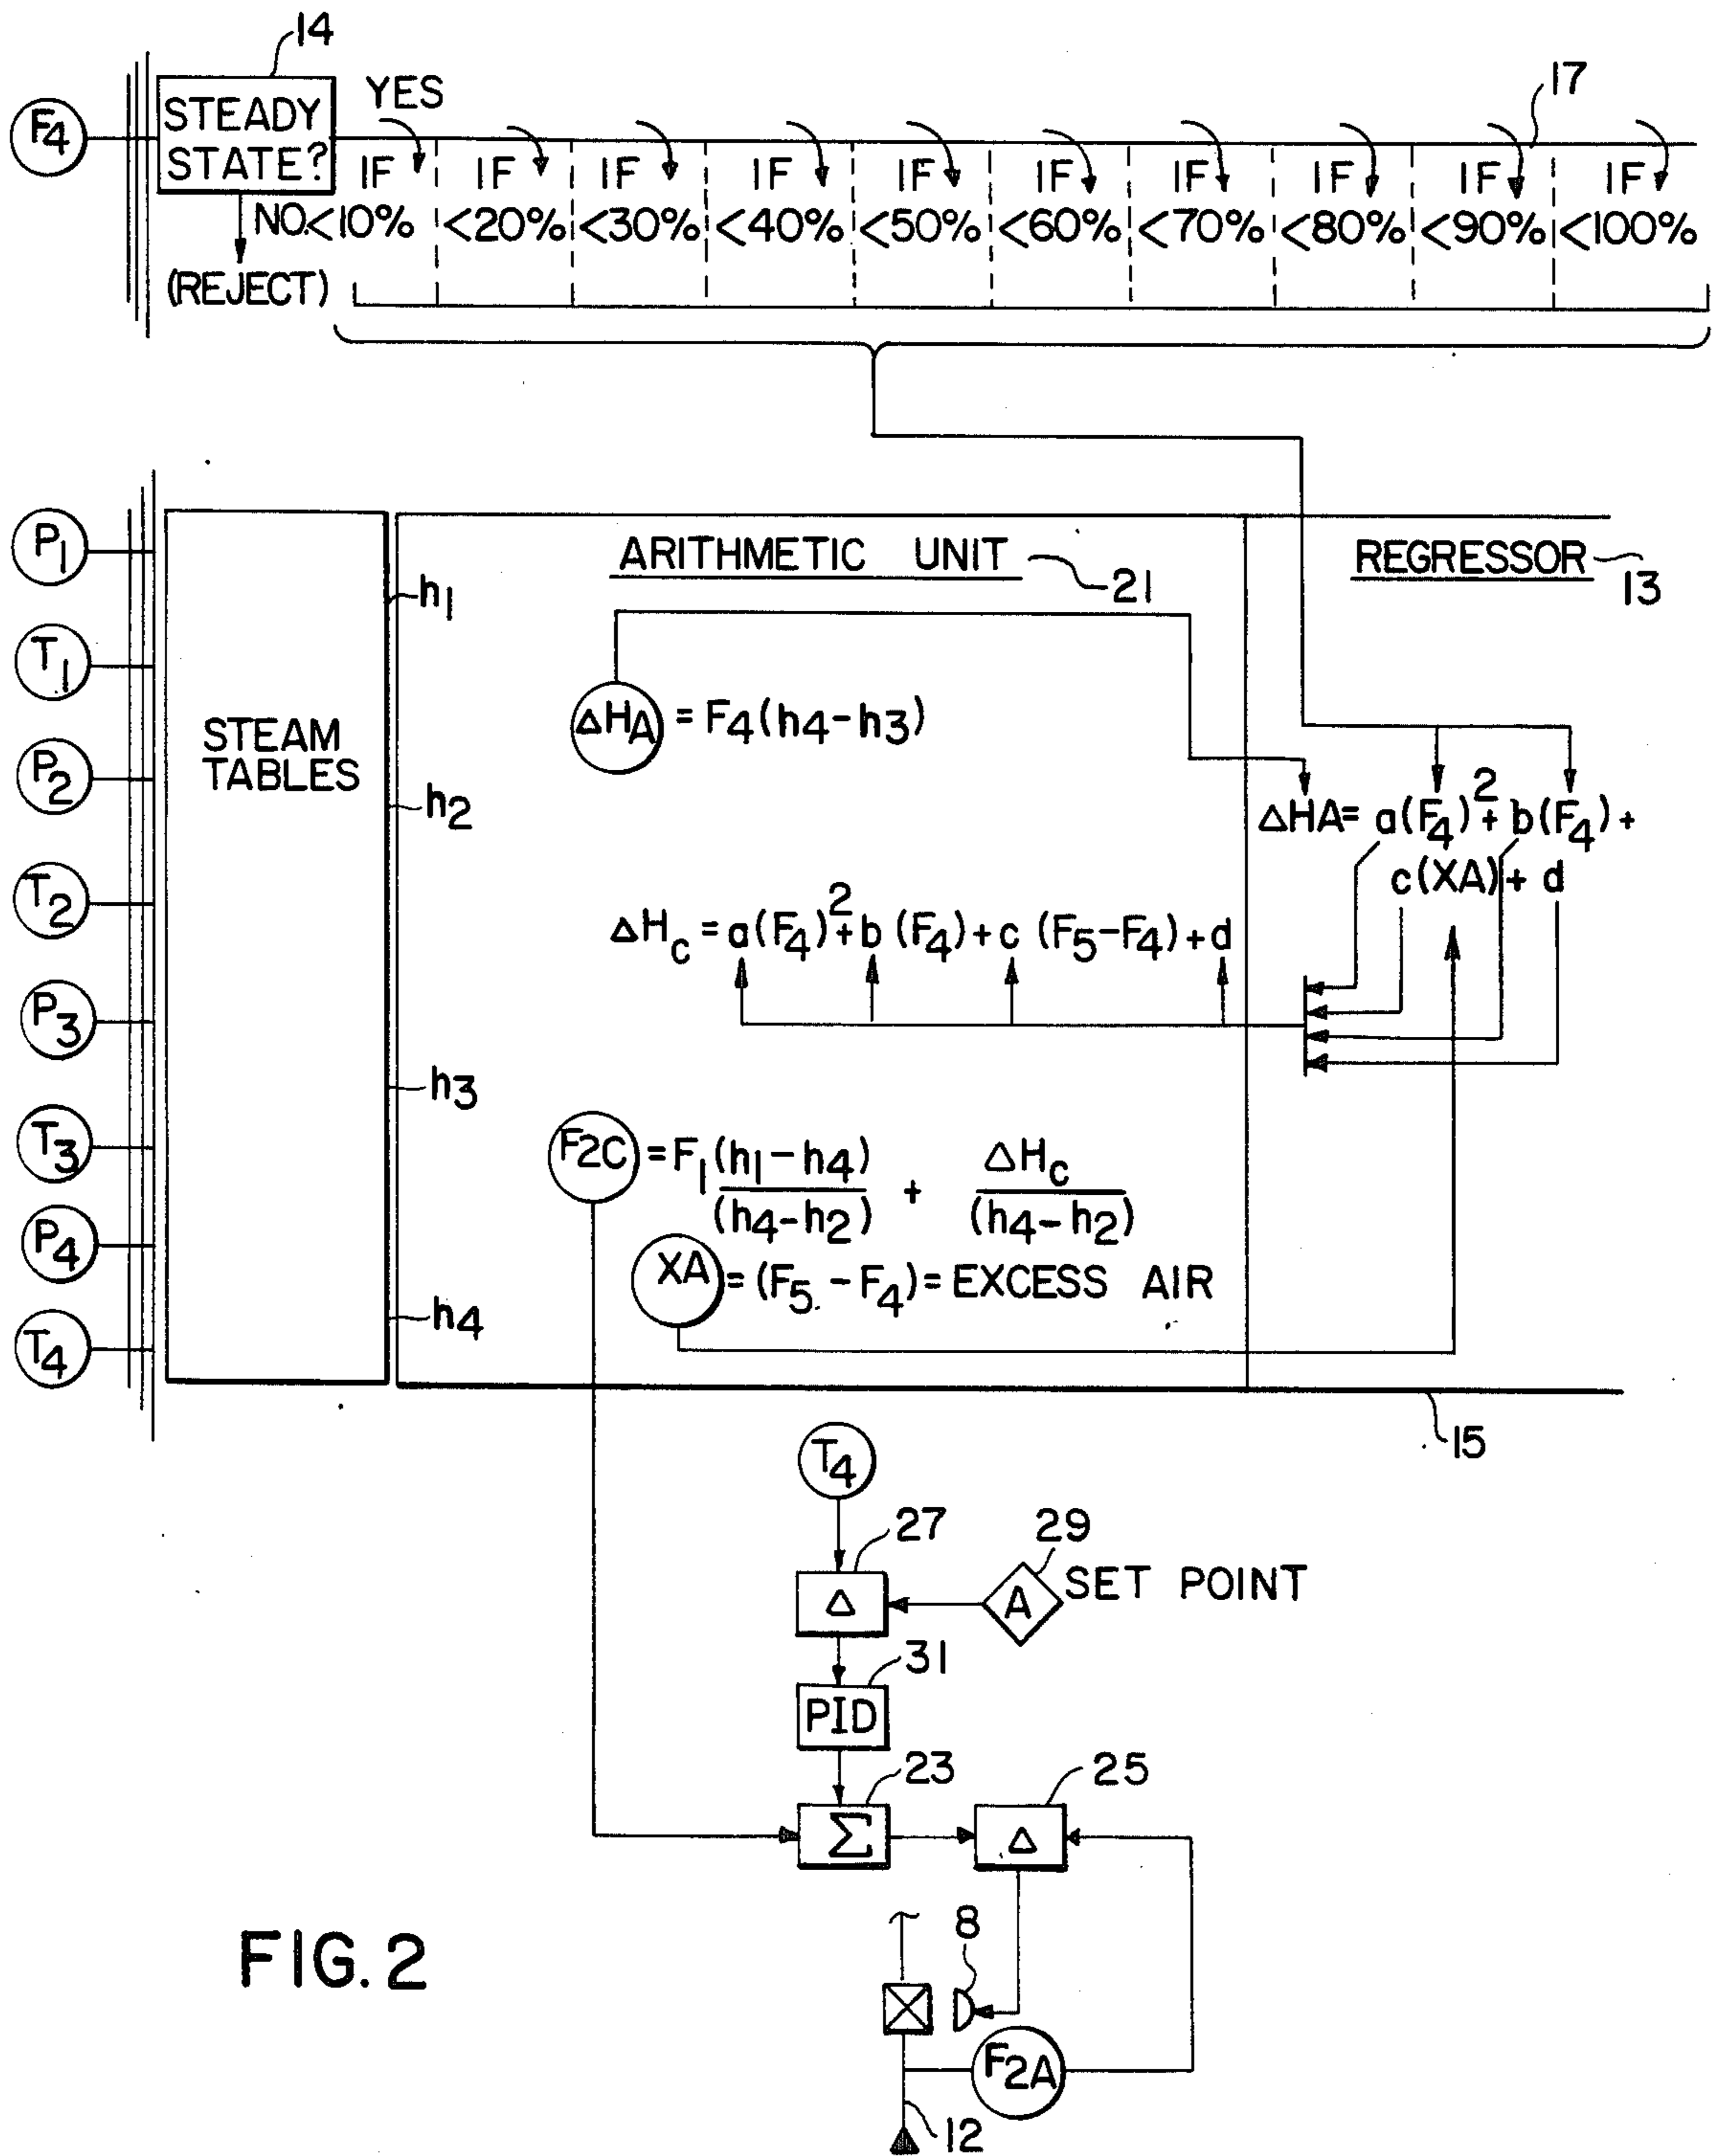 14
YES
17
F4
STEADY
STATE?
IF IF IF IF IF IF IF IF IF IF
NO. <10% <20% <30% <40% <50% <60% <70% <80% <90% <100%
(REJECT)
P1
T1
P2
T2
P3
T3
P4
T4
STEAM
TABLES
h1
h2
h3
h4
ARITHMETIC UNIT 21
REGRESSOR 13
ΔHA = F4(h4-h3)
ΔHA= a(F4)²+ b(F4)+
c(XA)+ d
ΔHc = a(F4)²+b (F4)+c (F5-F4)+d
F2C = F1 (h1-h4)/(h4-h2) + ΔHc/(h4-h2)
XA = (F5 - F4) = EXCESS AIR
15
T4
27
29
Δ
A
SET POINT
31
PID
23
25
Σ
Δ
8
F2A
12
FIG. 2